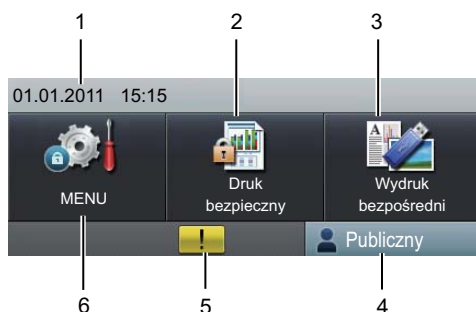 1 2 3
01.01.2011 15:15
A
MENU
Druk
bezpieczny
Wydruk
bezpośredni
!
Publiczny
6 5 4